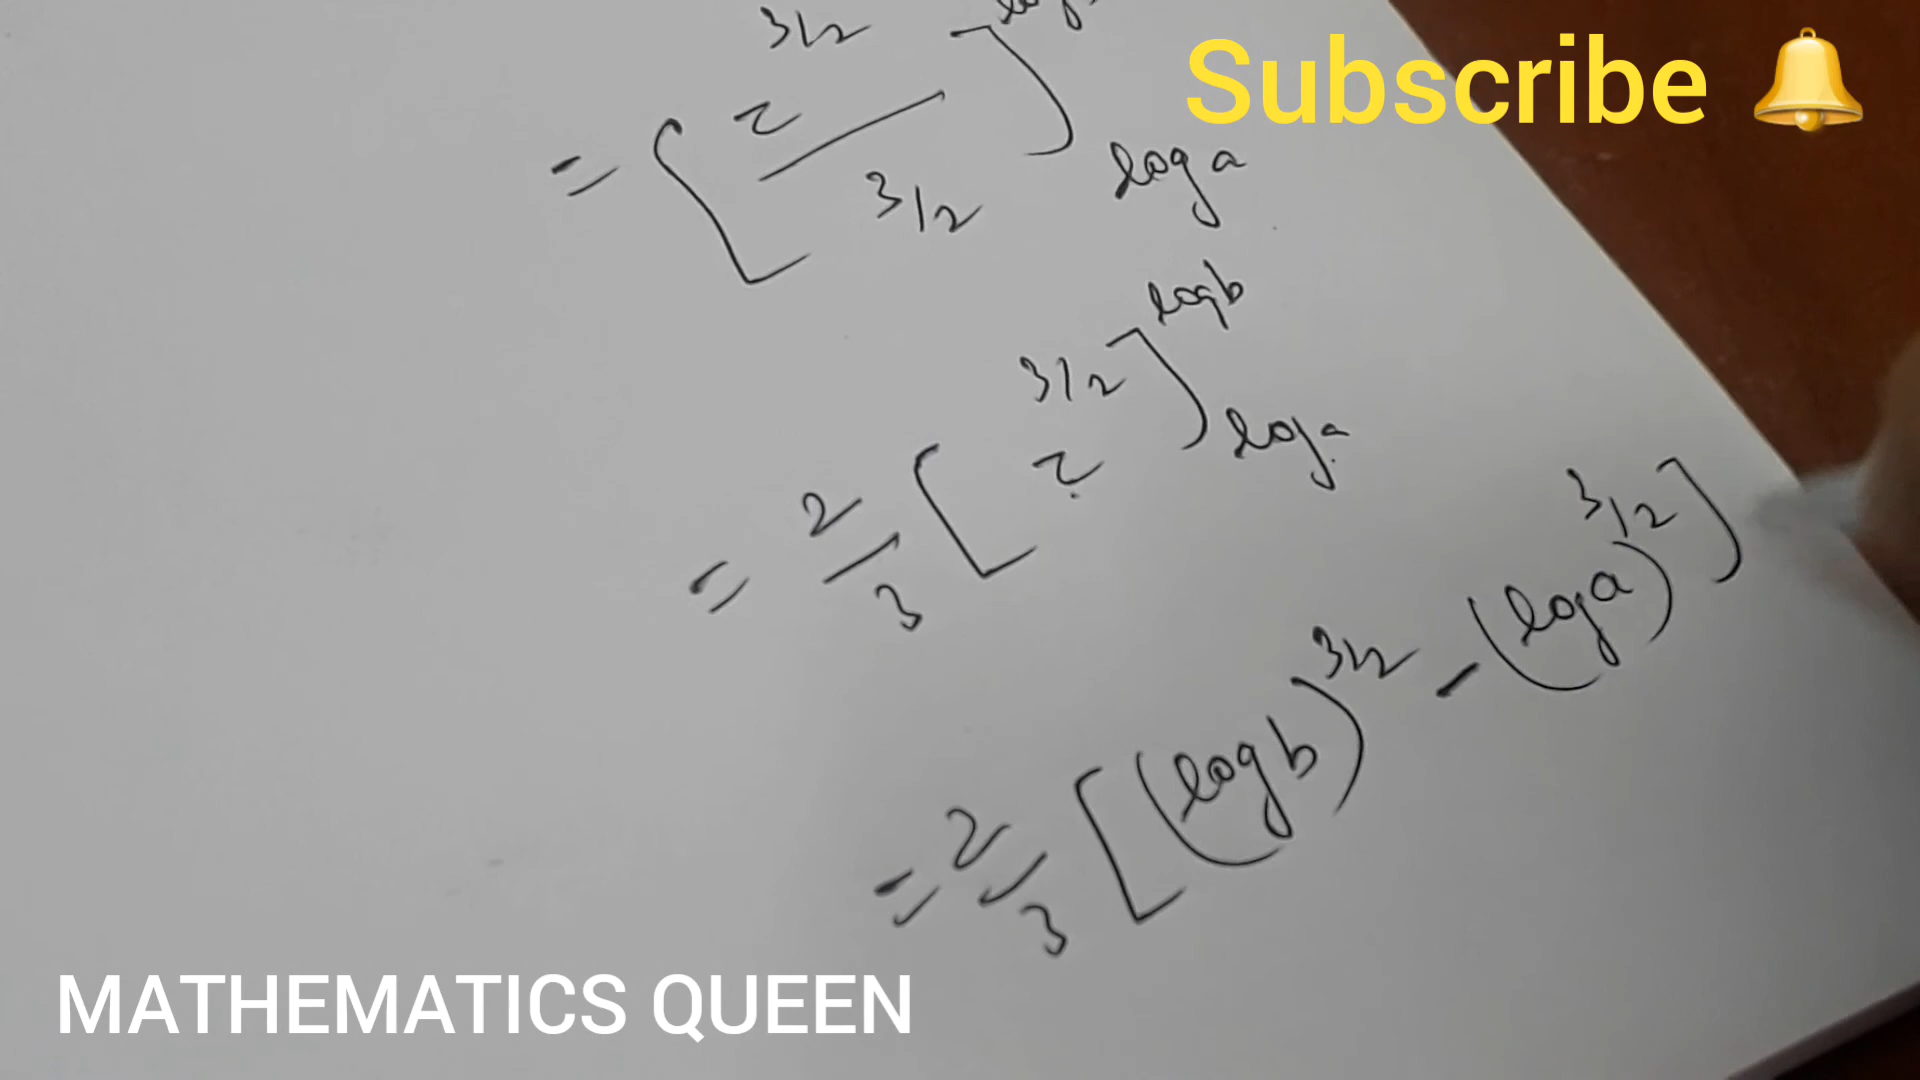 Subscribe 🔔
= [ z^{3/2} / 3/2 ]_{log a}
= 2/3 [ z^{3/2} ]_{log a}^{log b}
= 2/3 [ (log b)^{3/2} - (log a)^{3/2} ]
MATHEMATICS QUEEN